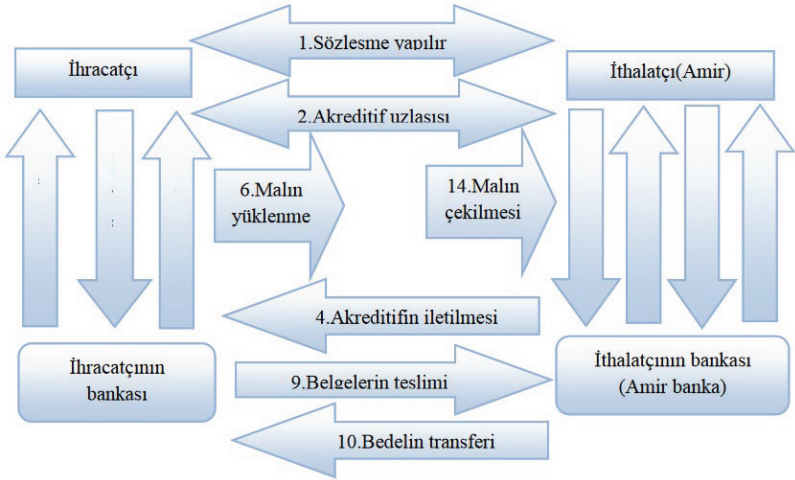 1.Sözleşme yapılır
İhracatçı
İthalatçı(Amir)
2.Akreditif uzlaşısı
6.Malın
yüklenme
14.Malın
çekilmesi
4.Akreditifin iletilmesi
İhracatçının
bankası
9.Belgelerin teslimi
İthalatçının bankası
(Amir banka)
10.Bedelin transferi